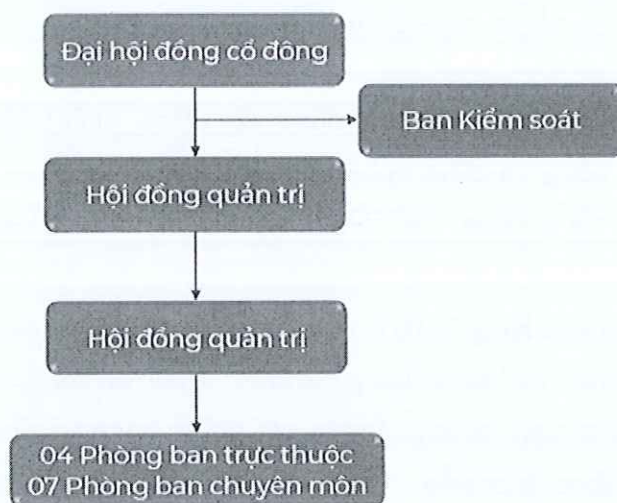 Đại hội đồng cổ đông
Ban Kiểm soát
Hội đồng quản trị
Hội đồng quản trị
04 Phòng ban trực thuộc
07 Phòng ban chuyên môn